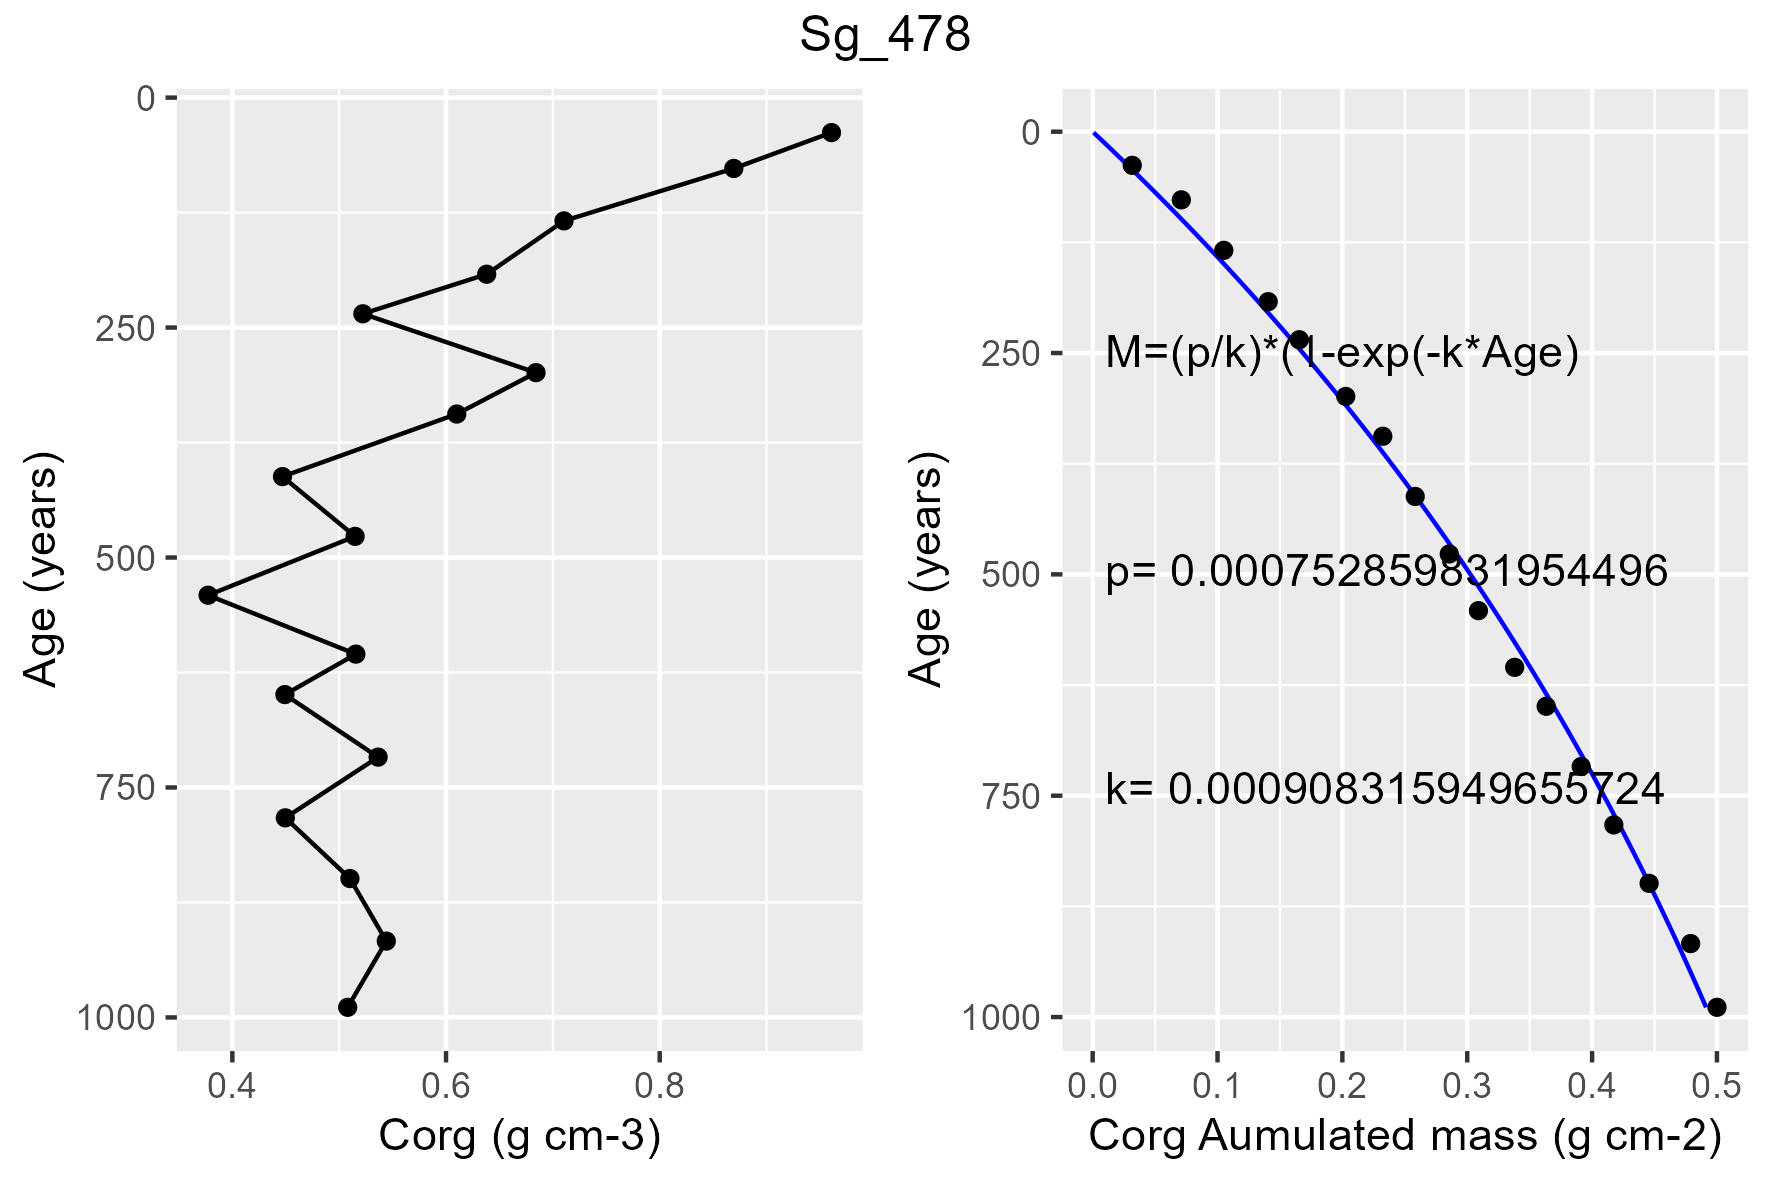 Sg_478
0
250
500
750
1000
Age (years)
0.4 0.6 0.8
Corg (g cm-3)
0
250
500
750
1000
Age (years)
M=(p/k)*(1-exp(-k*Age)
p= 0.000752859831954496
k= 0.000908315949655724
0.0 0.1 0.2 0.3 0.4 0.5
Corg Aumulated mass (g cm-2)